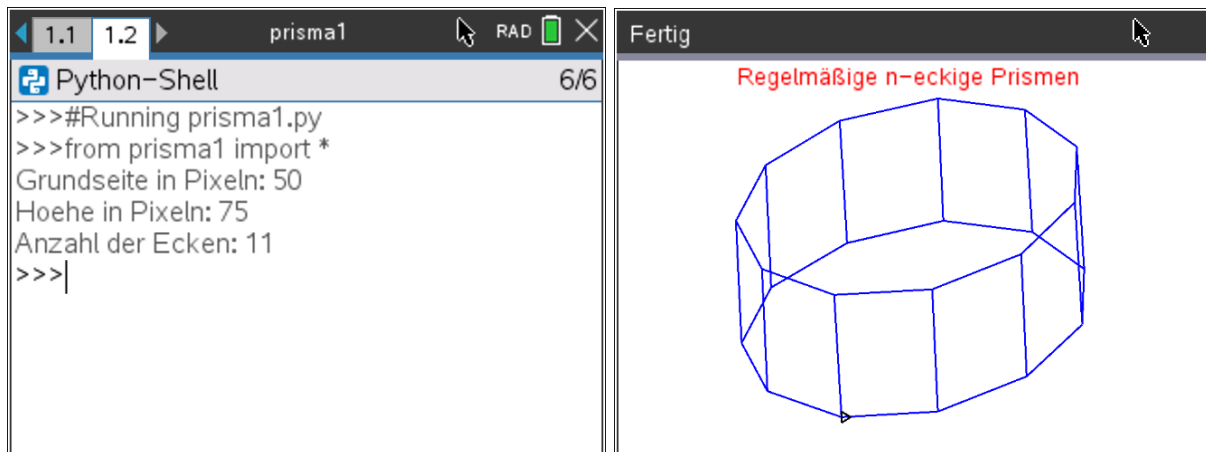 1.1 1.2 prisma1 RAD
Python-Shell 6/6
>>>#Running prisma1.py
>>>from prisma1 import *
Grundseite in Pixeln: 50
Hoehe in Pixeln: 75
Anzahl der Ecken: 11
>>>
Fertig
Regelmäßige n-eckige Prismen